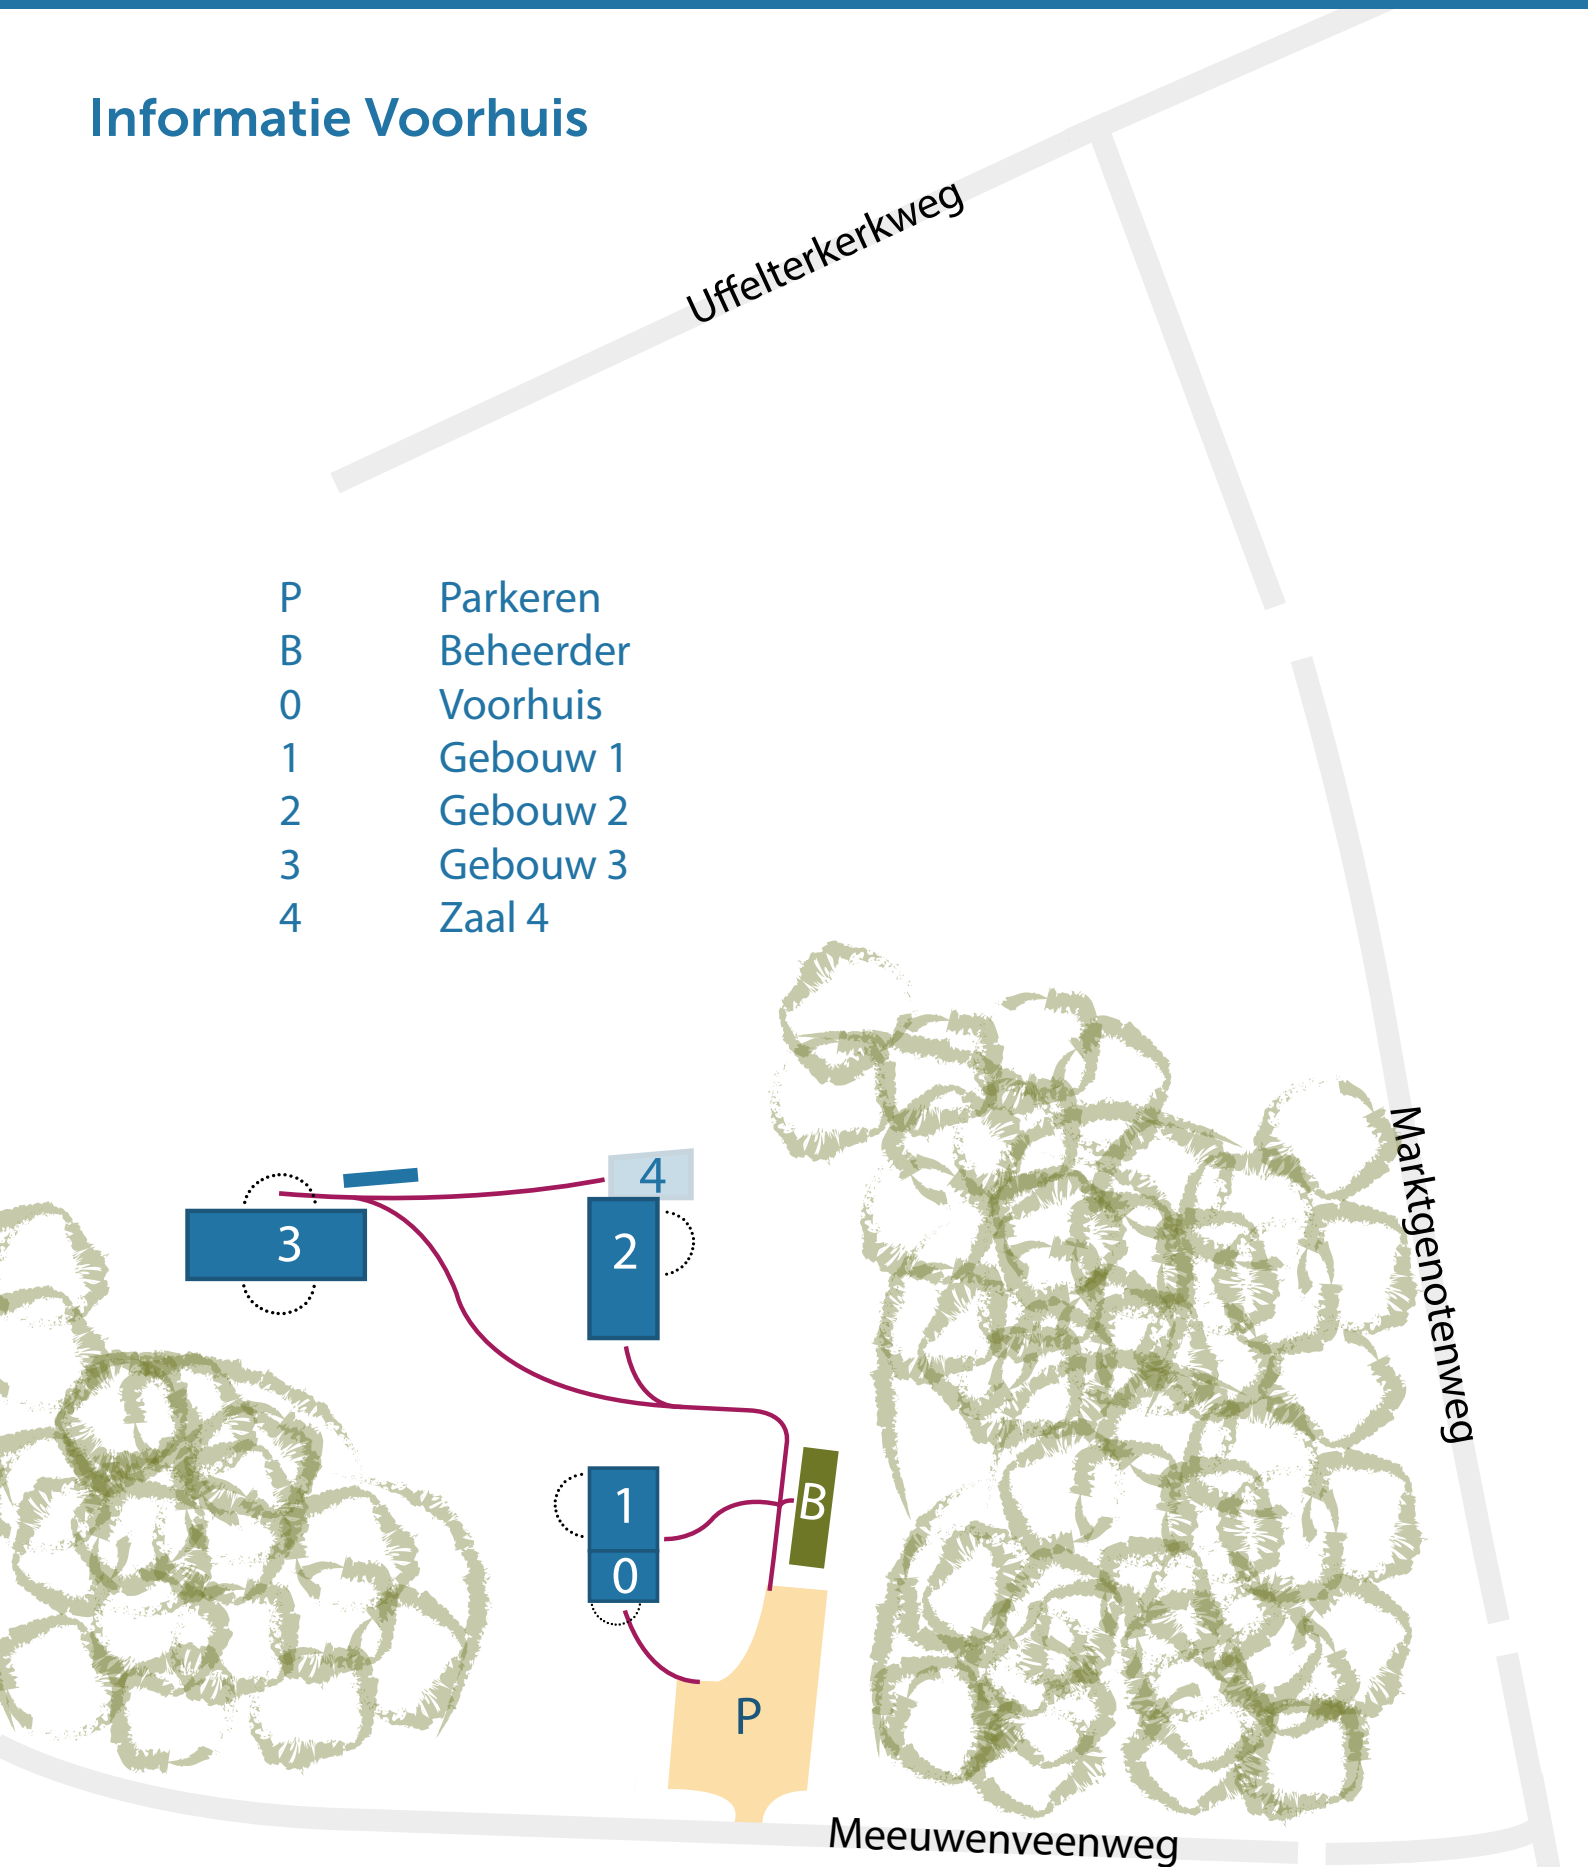 Informatie Voorhuis
Uffelterkerkweg
P Parkeren
B Beheerder
0 Voorhuis
1 Gebouw 1
2 Gebouw 2
3 Gebouw 3
4 Zaal 4
Marktgenotenweg
4
3
2
1
B
0
P
Meeuwenveenweg